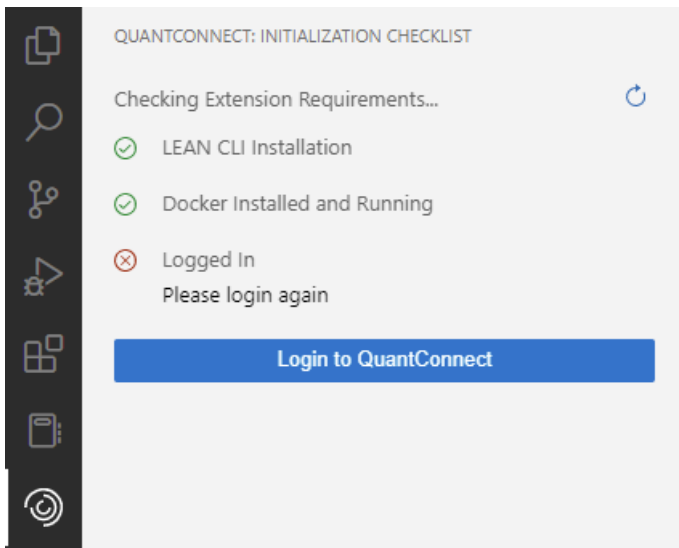 QUANTCONNECT: INITIALIZATION CHECKLIST
Checking Extension Requirements...
LEAN CLI Installation
Docker Installed and Running
Logged In
Please login again
Login to QuantConnect